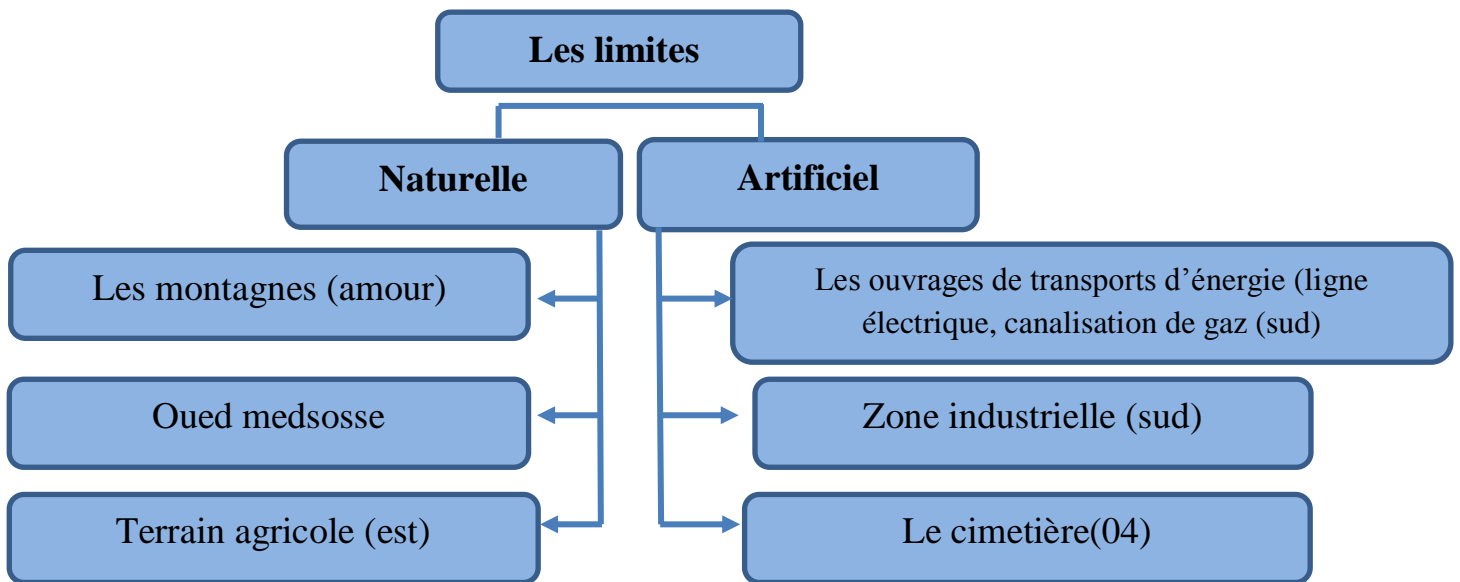 Les limites
Naturelle
Artificiel
Les montagnes (amour)
Les ouvrages de transports d’énergie (ligne
électrique, canalisation de gaz (sud)
Oued medsosse
Zone industrielle (sud)
Terrain agricole (est)
Le cimetière(04)